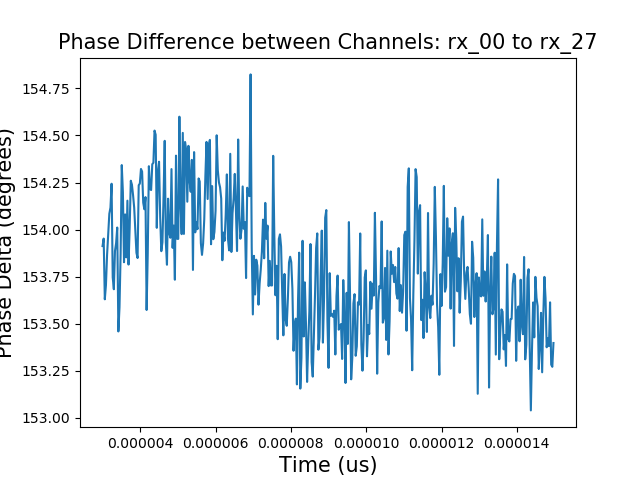 Phase Difference between Channels: rx_00 to rx_27
Phase Delta (degrees)
154.75
154.50
154.25
154.00
153.75
153.50
153.25
153.00
0.000004 0.000006 0.000008 0.000010 0.000012 0.000014
Time (us)